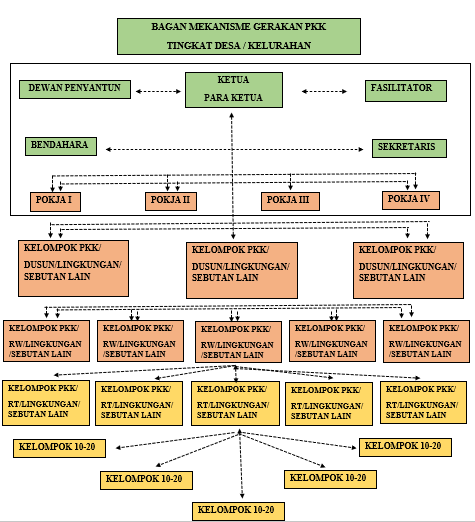 BAGAN MEKANISME GERAKAN PKK
TINGKAT DESA / KELURAHAN
DEWAN PENYANTUN
KETUA
PARA KETUA
FASILITATOR
BENDAHARA
SEKRETARIS
POKJA I
POKJA II
POKJA III
POKJA IV
KELOMPOK PKK/
DUSUN/LINGKUNGAN/
SEBUTAN LAIN
KELOMPOK PKK/
DUSUN/LINGKUNGAN/
SEBUTAN LAIN
KELOMPOK PKK/
DUSUN/LINGKUNGAN/
SEBUTAN LAIN
KELOMPOK PKK/
RW/LINGKUNGAN
/SEBUTAN LAIN
KELOMPOK PKK/
RW/LINGKUNGAN
/SEBUTAN LAIN
KELOMPOK PKK/
RW/LINGKUNGAN
/SEBUTAN LAIN
KELOMPOK PKK/
RW/LINGKUNGAN
/SEBUTAN LAIN
KELOMPOK PKK/
RW/LINGKUNGAN
/SEBUTAN LAIN
KELOMPOK PKK/
RT/LINGKUNGAN/
SEBUTAN LAIN
KELOMPOK PKK/
RT/LINGKUNGAN/
SEBUTAN LAIN
KELOMPOK PKK/
RT/LINGKUNGAN/
SEBUTAN LAIN
KELOMPOK PKK/
RT/LINGKUNGAN/
SEBUTAN LAIN
KELOMPOK PKK/
RT/LINGKUNGAN/
SEBUTAN LAIN
KELOMPOK 10-20
KELOMPOK 10-20
KELOMPOK 10-20
KELOMPOK 10-20
KELOMPOK 10-20